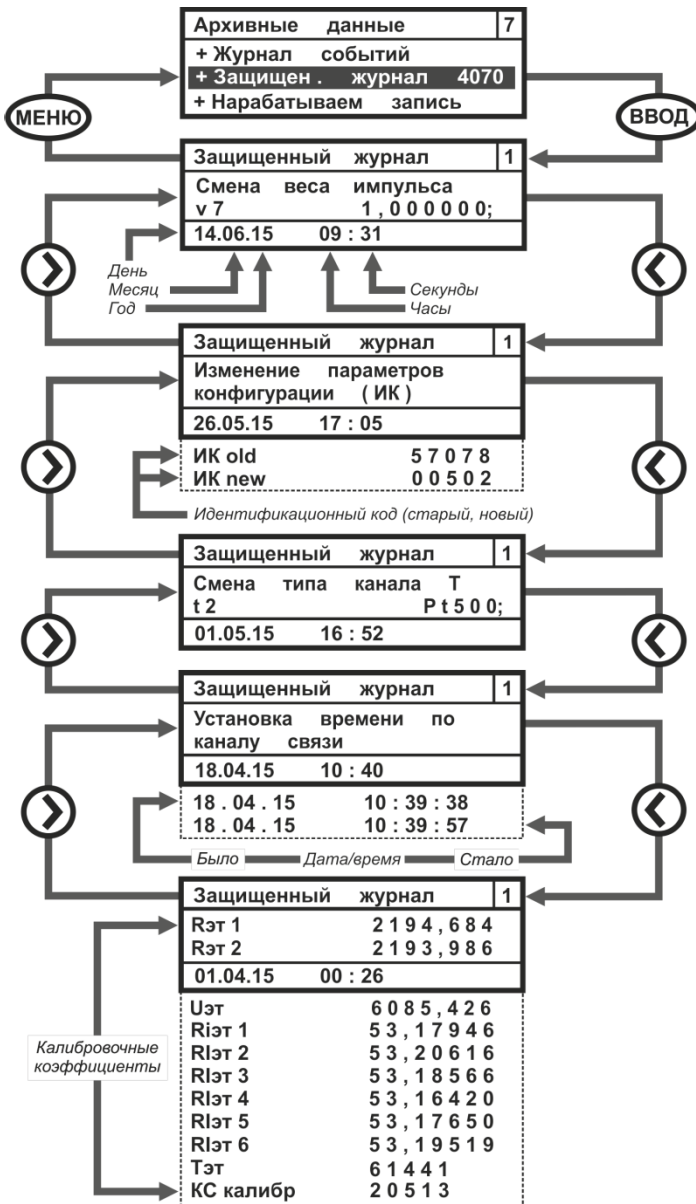 Архивные данные 7
+ Журнал событий
+ Защищен. журнал 4070
+ Нарабатываем запись
МЕНЮ
ВВОД
Защищенный журнал 1
Смена веса импульса
v 7 1,000000;
14.06.15 09 : 31
День
Месяц
Год
Секунды
Часы
Защищенный журнал 1
Изменение параметров
конфигурации (ИК)
26.05.15 17 : 05
ИК old 57078
ИК new 00502
Идентификационный код (старый, новый)
Защищенный журнал 1
Смена типа канала Т
t 2 Pt500;
01.05.15 16 : 52
Защищенный журнал 1
Установка времени по
каналу связи
18.04.15 10 : 40
18 . 04 . 15 10 : 39 : 38
18 . 04 . 15 10 : 39 : 57
Было Дата/время Стало
Защищенный журнал 1
Rэт 1 2194,684
Rэт 2 2193,986
01.04.15 00 : 26
Uэт 6085,426
Riэт 1 53,17946
RIэт 2 53,20616
RIэт 3 53,18566
RIэт 4 53,16420
RIэт 5 53,17650
RIэт 6 53,19519
Тэт 61441
КС калибр 20513
Калибровочные
коэффициенты